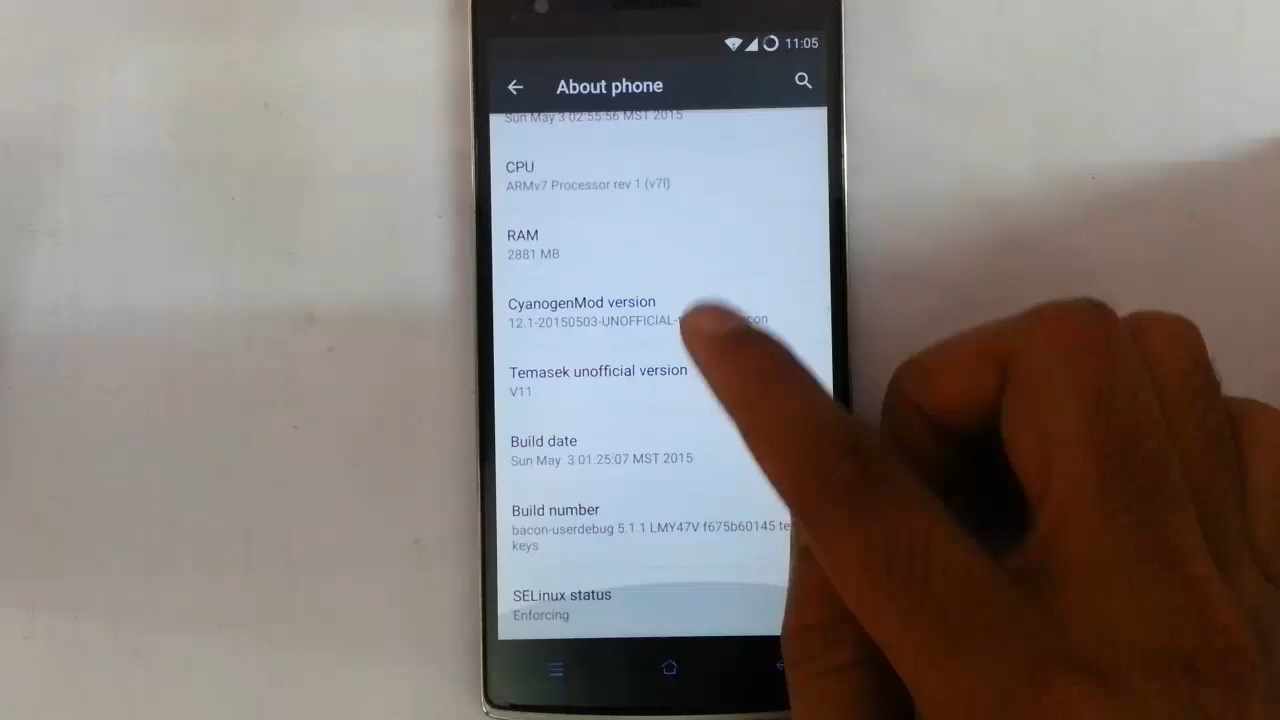 11:05
About phone
Sun May 3 02:55:56 MST 2015
CPU
ARMv7 Processor rev 1 (v7l)
RAM
2881 MB
CyanogenMod version
12.1-20150503-UNOFFICIAL-
Temasek unofficial version
V11
Build date
Sun May 3 01:25:07 MST 2015
Build number
bacon-userdebug 5.1.1 LMY47V f675b60145 te
keys
SELinux status
Enforcing